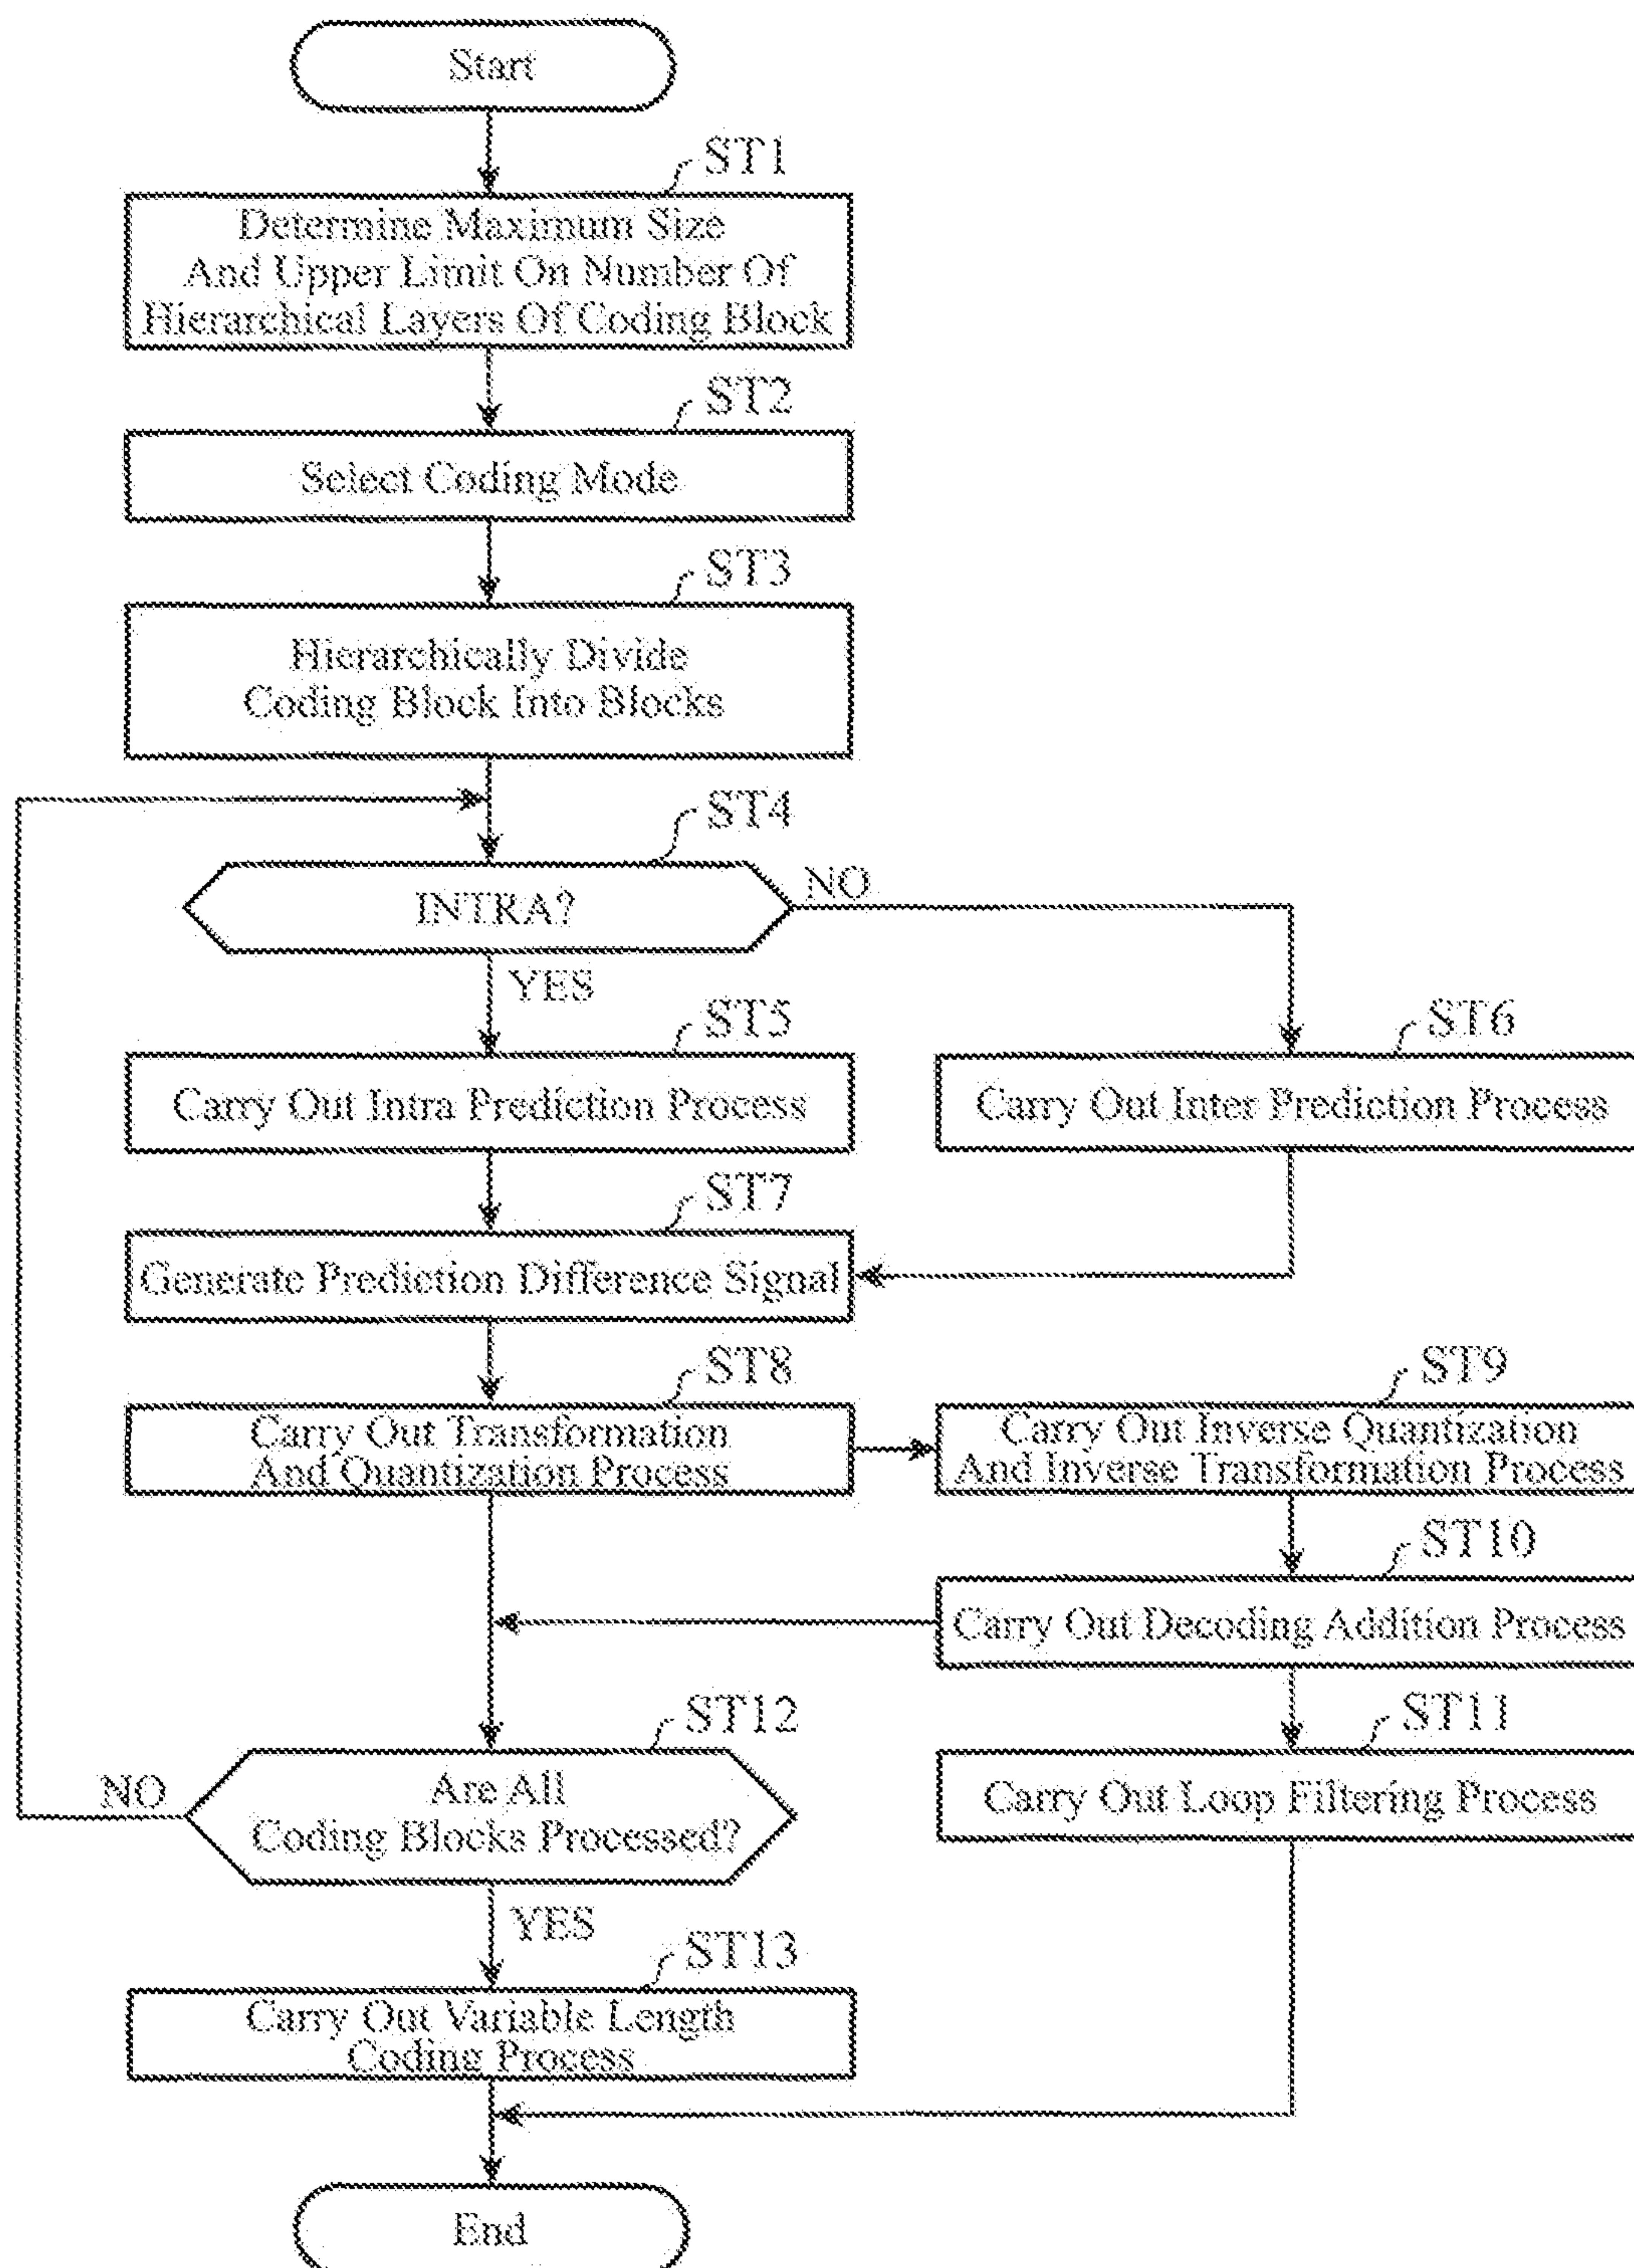 Start
ST1
Determine Maximum Size
And Upper Limit On Number Of
Hierarchical Layers Of Coding Block
ST2
Select Coding Mode
ST3
Hierarchically Divide
Coding Block Into Blocks
ST4
INTRA?
NO
YES
ST5
Carry Out Intra Prediction Process
ST6
Carry Out Inter Prediction Process
ST7
Generate Prediction Difference Signal
ST8
Carry Out Transformation
And Quantization Process
ST9
Carry Out Inverse Quantization
And Inverse Transformation Process
ST10
Carry Out Decoding Addition Process
ST11
Carry Out Loop Filtering Process
ST12
Are All
Coding Blocks Processed?
NO
YES
ST13
Carry Out Variable Length
Coding Process
End